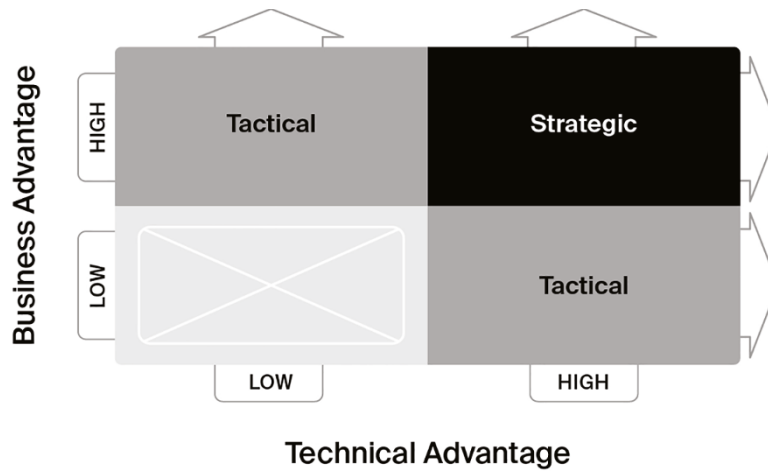 Business Advantage
HIGH
Tactical
Strategic
LOW
Tactical
LOW
HIGH
Technical Advantage